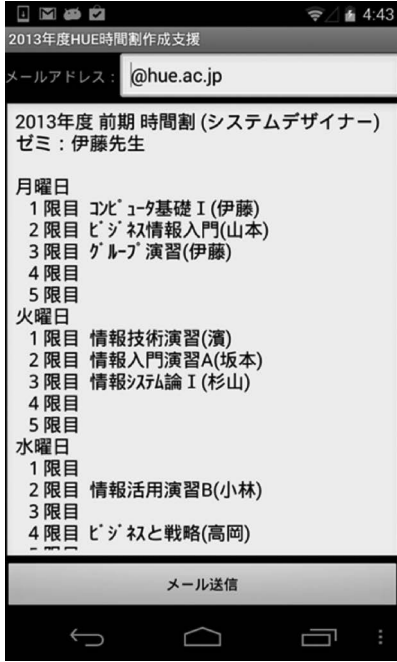 4:43
2013年度HUE時間割作成支援
メールアドレス： @hue.ac.jp
2013年度 前期 時間割 (システムデザイナー)
ゼミ：伊藤先生
月曜日
1限目 ｺﾝﾋﾟｭｰﾀ基礎Ⅰ(伊藤)
2限目 ﾋﾞｼﾞﾈｽ情報入門(山本)
3限目 ｸﾞﾙｰﾌﾟ演習(伊藤)
4限目
5限目
火曜日
1限目 情報技術演習(濱)
2限目 情報入門演習A(坂本)
3限目 情報ｼｽﾃﾑ論Ⅰ(杉山)
4限目
5限目
水曜日
1限目
2限目 情報活用演習B(小林)
3限目
4限目 ﾋﾞｼﾞﾈｽと戦略(高岡)
メール送信